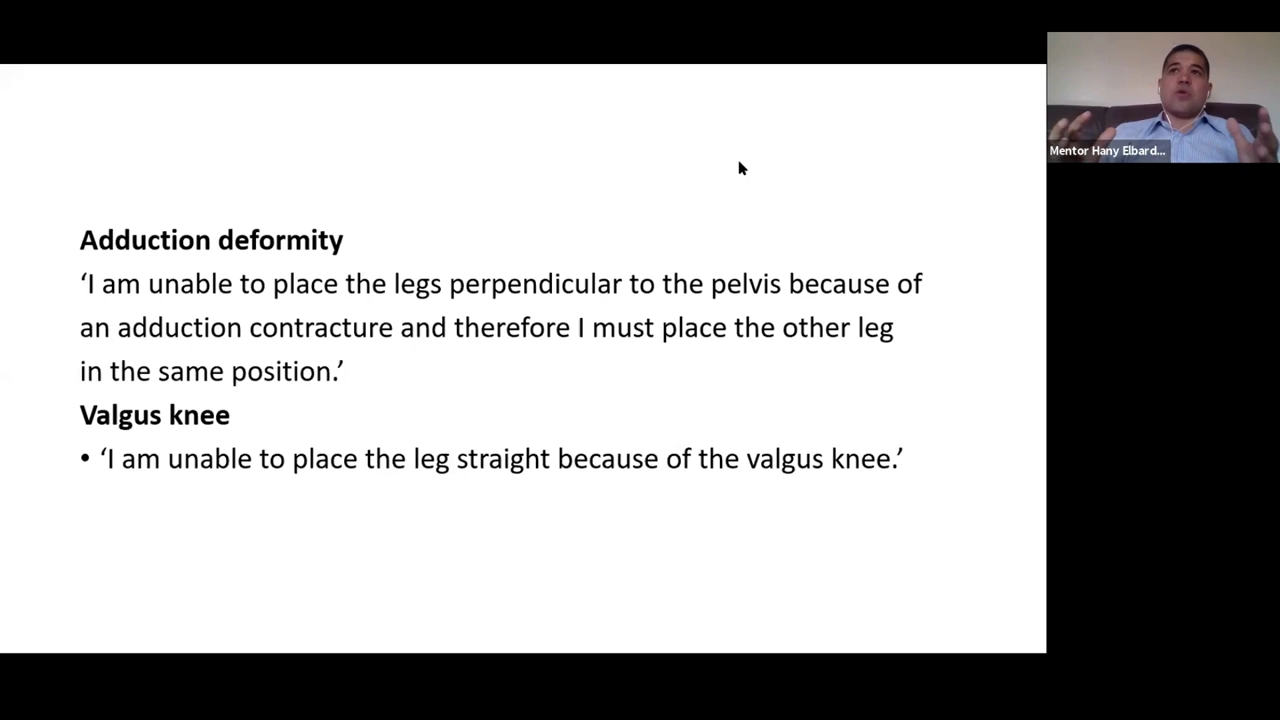 Mentor Hany Elbard...
Adduction deformity
‘I am unable to place the legs perpendicular to the pelvis because of
an adduction contracture and therefore I must place the other leg
in the same position.’
Valgus knee
• ‘I am unable to place the leg straight because of the valgus knee.’